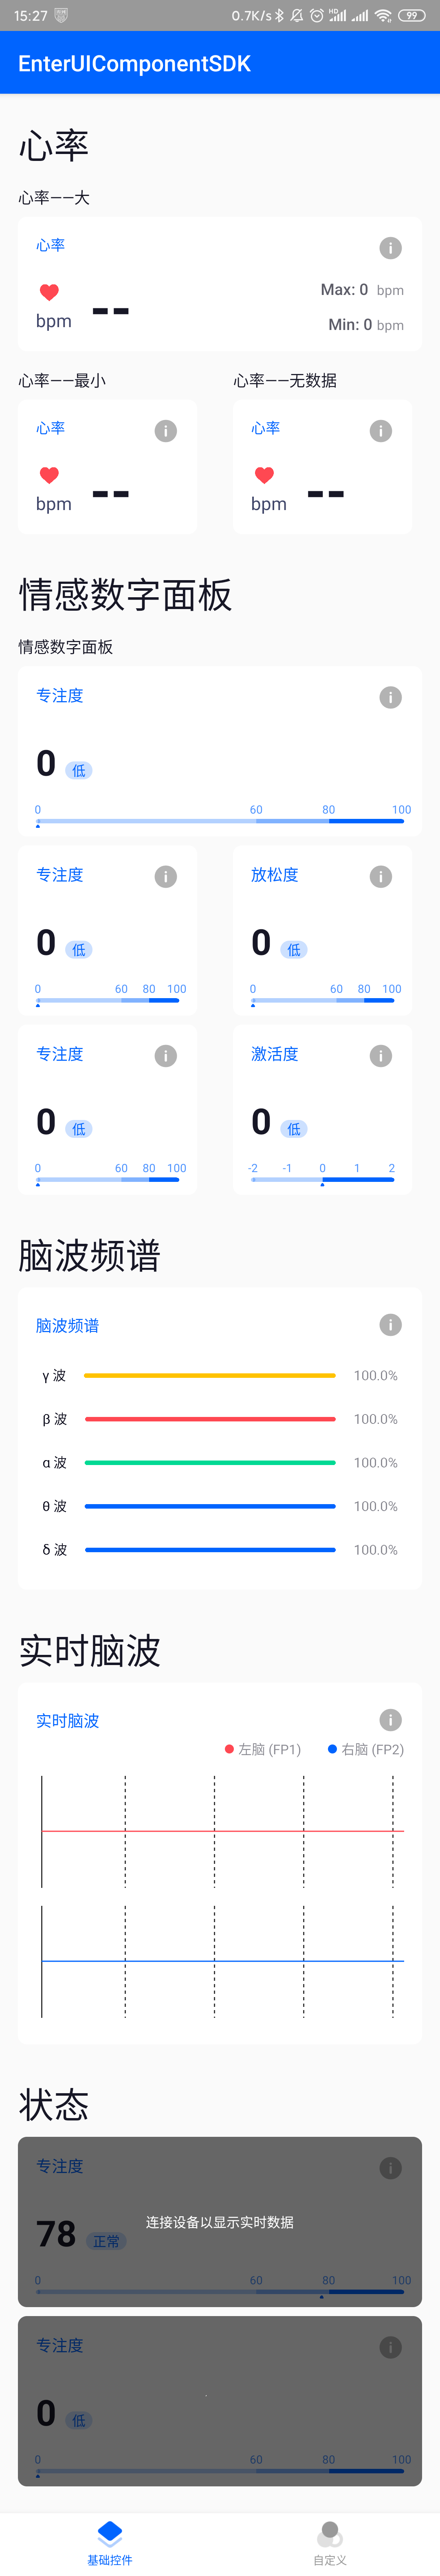 15:27 0.7K/s HD 99
EnterUIComponentSDK
心率
心率——大
心率
Max: 0 bpm
bpm --
Min: 0 bpm
心率——最小 心率——无数据
心率 心率
bpm -- bpm --
情感数字面板
情感数字面板
专注度
0 低
0 60 80 100
专注度 放松度
0 低 0 低
0 60 80 100 0 60 80 100
专注度 激活度
0 低 0 低
0 60 80 100 -2 -1 0 1 2
脑波频谱
脑波频谱
γ 波 100.0%
β 波 100.0%
α 波 100.0%
θ 波 100.0%
δ 波 100.0%
实时脑波
实时脑波
左脑 (FP1) 右脑 (FP2)
状态
专注度
连接设备以显示实时数据
78 正常
0 60 80 100
专注度
0 低
0 60 80 100
基础控件 自定义